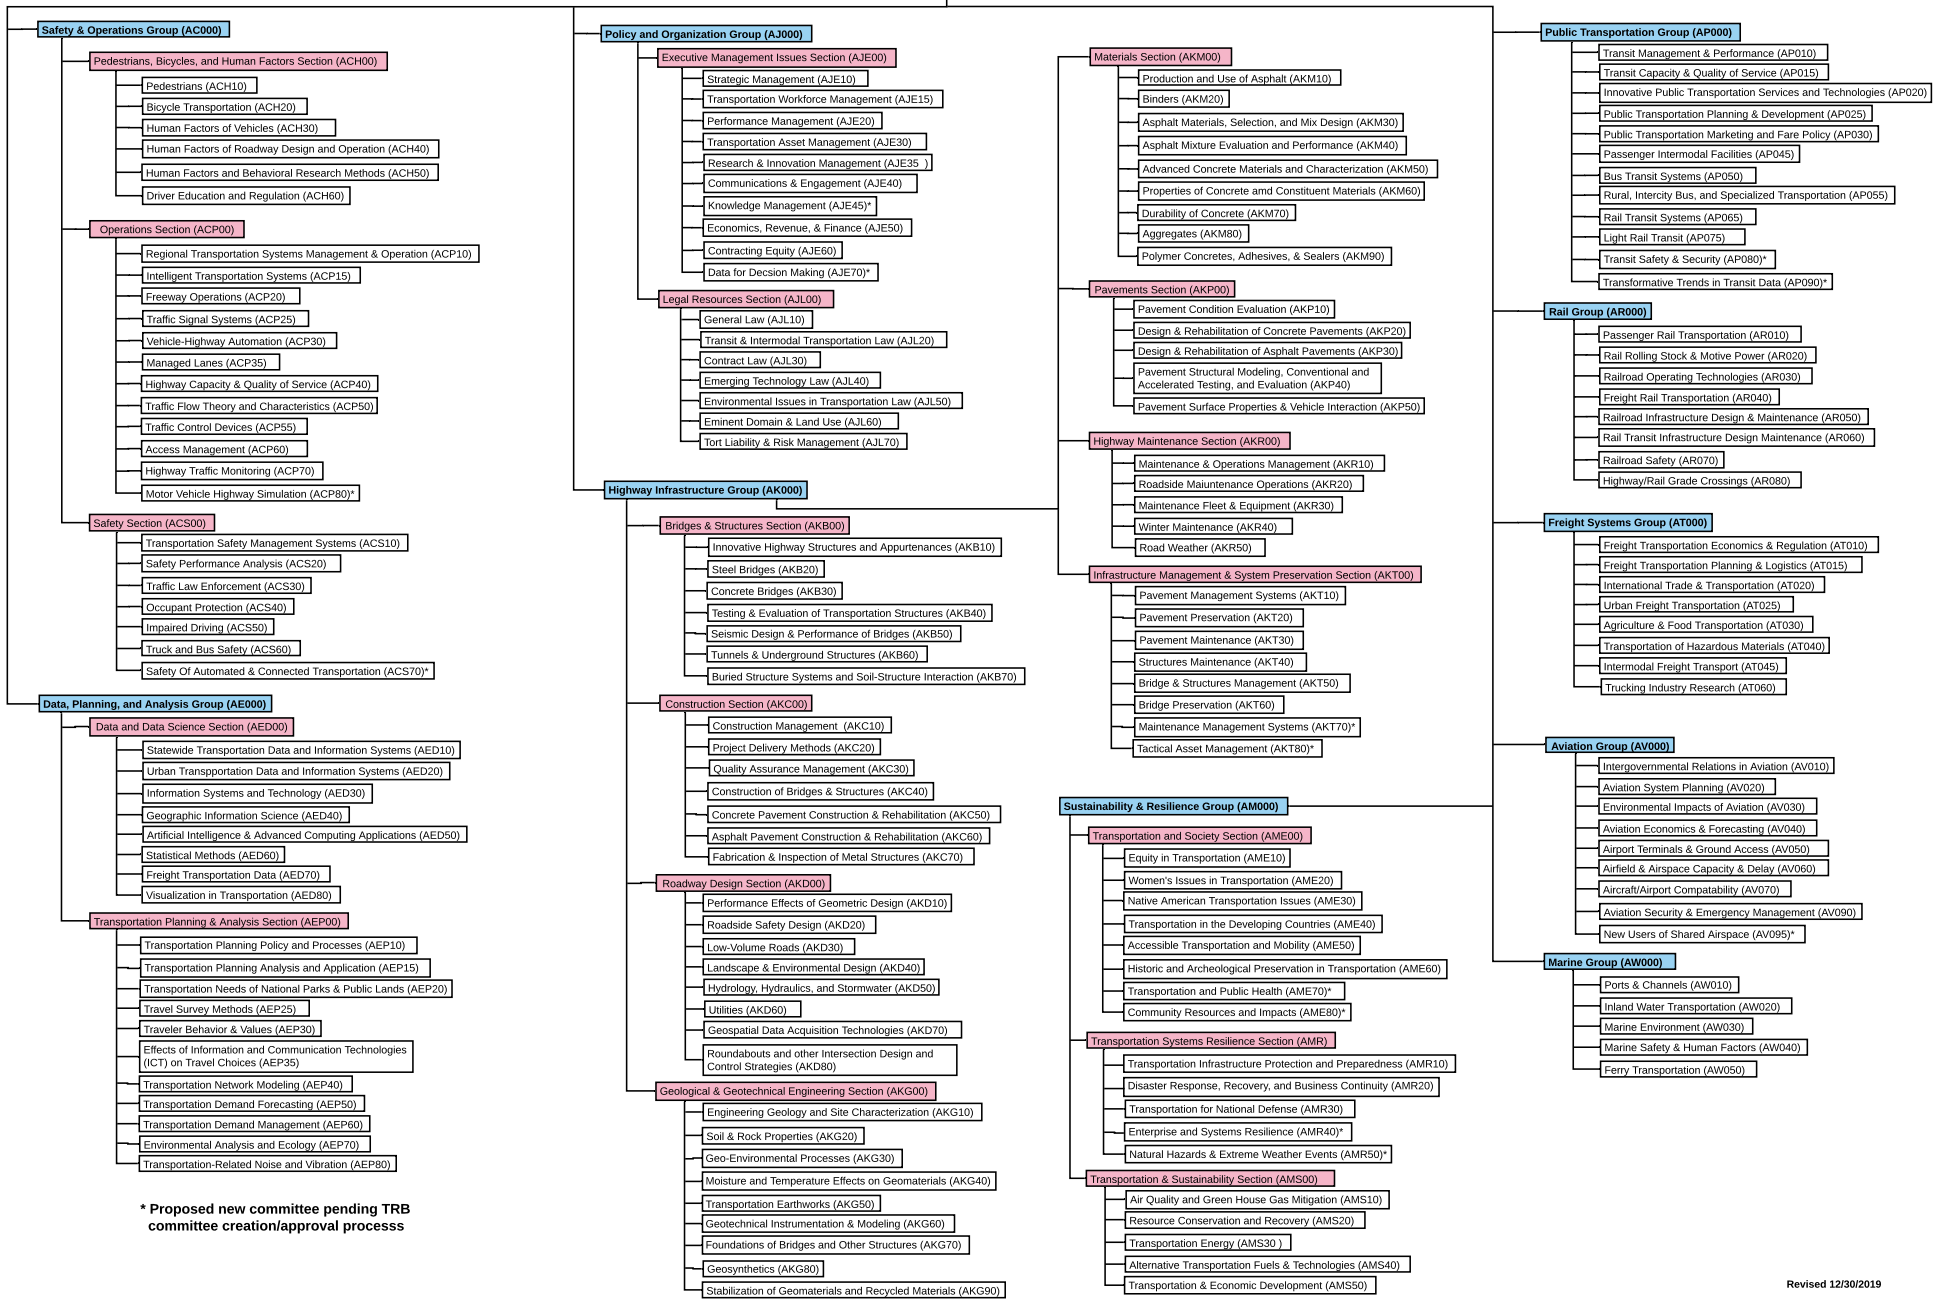 Safety & Operations Group (AC000)
Pedestrians, Bicycles, and Human Factors Section (ACH00)
Pedestrians (ACH10)
Bicycle Transportation (ACH20)
Human Factors of Vehicles (ACH30)
Human Factors of Roadway Design and Operation (ACH40)
Human Factors and Behavioral Research Methods (ACH50)
Driver Education and Regulation (ACH60)
Operations Section (ACP00)
Regional Transportation Systems Management & Operation (ACP10)
Intelligent Transportation Systems (ACP15)
Freeway Operations (ACP20)
Traffic Signal Systems (ACP25)
Vehicle-Highway Automation (ACP30)
Managed Lanes (ACP35)
Highway Capacity & Quality of Service (ACP40)
Traffic Flow Theory and Characteristics (ACP50)
Traffic Control Devices (ACP55)
Access Management (ACP60)
Highway Traffic Monitoring (ACP70)
Motor Vehicle Highway Simulation (ACP80)*
Safety Section (ACS00)
Transportation Safety Management Systems (ACS10)
Safety Performance Analysis (ACS20)
Traffic Law Enforcement (ACS30)
Occupant Protection (ACS40)
Impaired Driving (ACS50)
Truck and Bus Safety (ACS60)
Safety Of Automated & Connected Transportation (ACS70)*
Data, Planning, and Analysis Group (AE000)
Data and Data Science Section (AED00)
Statewide Transportation Data and Information Systems (AED10)
Urban Transpportation Data and Information Systems (AED20)
Information Systems and Technology (AED30)
Geographic Information Science (AED40)
Artificial Intelligence & Advanced Computing Applications (AED50)
Statistical Methods (AED60)
Freight Transportation Data (AED70)
Visualization in Transportation (AED80)
Transportation Planning & Analysis Section (AEP00)
Transportation Planning Policy and Processes (AEP10)
Transportation Planning Analysis and Application (AEP15)
Transportation Needs of National Parks & Public Lands (AEP20)
Travel Survey Methods (AEP25)
Traveler Behavior & Values (AEP30)
Effects of Information and Communication Technologies
(ICT) on Travel Choices (AEP35)
Transportation Network Modeling (AEP40)
Transportation Demand Forecasting (AEP50)
Transportation Demand Management (AEP60)
Environmental Analysis and Ecology (AEP70)
Transportation-Related Noise and Vibration (AEP80)
* Proposed new committee pending TRB
committee creation/approval processs
Policy and Organization Group (AJ000)
Executive Management Issues Section (AJE00)
Strategic Management (AJE10)
Transportation Workforce Management (AJE15)
Performance Management (AJE20)
Transportation Asset Management (AJE30)
Research & Innovation Management (AJE35 )
Communications & Engagement (AJE40)
Knowledge Management (AJE45)*
Economics, Revenue, & Finance (AJE50)
Contracting Equity (AJE60)
Data for Decsion Making (AJE70)*
Legal Resources Section (AJL00)
General Law (AJL10)
Transit & Intermodal Transportation Law (AJL20)
Contract Law (AJL30)
Emerging Technology Law (AJL40)
Environmental Issues in Transportation Law (AJL50)
Eminent Domain & Land Use (AJL60)
Tort Liability & Risk Management (AJL70)
Highway Infrastructure Group (AK000)
Bridges & Structures Section (AKB00)
Innovative Highway Structures and Appurtenances (AKB10)
Steel Bridges (AKB20)
Concrete Bridges (AKB30)
Testing & Evaluation of Transportation Structures (AKB40)
Seismic Design & Performance of Bridges (AKB50)
Tunnels & Underground Structures (AKB60)
Buried Structure Systems and Soil-Structure Interaction (AKB70)
Construction Section (AKC00)
Construction Management (AKC10)
Project Delivery Methods (AKC20)
Quality Assurance Management (AKC30)
Construction of Bridges & Structures (AKC40)
Concrete Pavement Construction & Rehabilitation (AKC50)
Asphalt Pavement Construction & Rehabilitation (AKC60)
Fabrication & Inspection of Metal Structures (AKC70)
Roadway Design Section (AKD00)
Performance Effects of Geometric Design (AKD10)
Roadside Safety Design (AKD20)
Low-Volume Roads (AKD30)
Landscape & Environmental Design (AKD40)
Hydrology, Hydraulics, and Stormwater (AKD50)
Utilities (AKD60)
Geospatial Data Acquisition Technologies (AKD70)
Roundabouts and other Intersection Design and
Control Strategies (AKD80)
Geological & Geotechnical Engineering Section (AKG00)
Engineering Geology and Site Characterization (AKG10)
Soil & Rock Properties (AKG20)
Geo-Environmental Processes (AKG30)
Moisture and Temperature Effects on Geomaterials (AKG40)
Transportation Earthworks (AKG50)
Geotechnical Instrumentation & Modeling (AKG60)
Foundations of Bridges and Other Structures (AKG70)
Geosynthetics (AKG80)
Stabilization of Geomaterials and Recycled Materials (AKG90)
Materials Section (AKM00)
Production and Use of Asphalt (AKM10)
Binders (AKM20)
Asphalt Materials, Selection, and Mix Design (AKM30)
Asphalt Mixture Evaluation and Performance (AKM40)
Advanced Concrete Materials and Characterization (AKM50)
Properties of Concrete amd Constituent Materials (AKM60)
Durability of Concrete (AKM70)
Aggregates (AKM80)
Polymer Concretes, Adhesives, & Sealers (AKM90)
Pavements Section (AKP00)
Pavement Condition Evaluation (AKP10)
Design & Rehabilitation of Concrete Pavements (AKP20)
Design & Rehabilitation of Asphalt Pavements (AKP30)
Pavement Structural Modeling, Conventional and
Accelerated Testing, and Evaluation (AKP40)
Pavement Surface Properties & Vehicle Interaction (AKP50)
Highway Maintenance Section (AKR00)
Maintenance & Operations Management (AKR10)
Roadside Maiuntenance Operations (AKR20)
Maintenance Fleet & Equipment (AKR30)
Winter Maintenance (AKR40)
Road Weather (AKR50)
Infrastructure Management & System Preservation Section (AKT00)
Pavement Management Systems (AKT10)
Pavement Preservation (AKT20)
Pavement Maintenance (AKT30)
Structures Maintenance (AKT40)
Bridge & Structures Management (AKT50)
Bridge Preservation (AKT60)
Maintenance Management Systems (AKT70)*
Tactical Asset Management (AKT80)*
Sustainability & Resilience Group (AM000)
Transportation and Society Section (AME00)
Equity in Transportation (AME10)
Women's Issues in Transportation (AME20)
Native American Transportation Issues (AME30)
Transportation in the Developing Countries (AME40)
Accessible Transportation and Mobility (AME50)
Historic and Archeological Preservation in Transportation (AME60)
Transportation and Public Health (AME70)*
Community Resources and Impacts (AME80)*
Transportation Systems Resilience Section (AMR)
Transportation Infrastructure Protection and Preparedness (AMR10)
Disaster Response, Recovery, and Business Continuity (AMR20)
Transportation for National Defense (AMR30)
Enterprise and Systems Resilience (AMR40)*
Natural Hazards & Extreme Weather Events (AMR50)*
Transportation & Sustainability Section (AMS00)
Air Quality and Green House Gas Mitigation (AMS10)
Resource Conservation and Recovery (AMS20)
Transportation Energy (AMS30 )
Alternative Transportation Fuels & Technologies (AMS40)
Transportation & Economic Development (AMS50)
Public Transportation Group (AP000)
Transit Management & Performance (AP010)
Transit Capacity & Quality of Service (AP015)
Innovative Public Transportation Services and Technologies (AP020)
Public Transportation Planning & Development (AP025)
Public Transportation Marketing and Fare Policy (AP030)
Passenger Intermodal Facilities (AP045)
Bus Transit Systems (AP050)
Rural, Intercity Bus, and Specialized Transportation (AP055)
Rail Transit Systems (AP065)
Light Rail Transit (AP075)
Transit Safety & Security (AP080)*
Transformative Trends in Transit Data (AP090)*
Rail Group (AR000)
Passenger Rail Transportation (AR010)
Rail Rolling Stock & Motive Power (AR020)
Railroad Operating Technologies (AR030)
Freight Rail Transportation (AR040)
Railroad Infrastructure Design & Maintenance (AR050)
Rail Transit Infrastructure Design Maintenance (AR060)
Railroad Safety (AR070)
Highway/Rail Grade Crossings (AR080)
Freight Systems Group (AT000)
Freight Transportation Economics & Regulation (AT010)
Freight Transportation Planning & Logistics (AT015)
International Trade & Transportation (AT020)
Urban Freight Transportation (AT025)
Agriculture & Food Transportation (AT030)
Transportation of Hazardous Materials (AT040)
Intermodal Freight Transport (AT045)
Trucking Industry Research (AT060)
Aviation Group (AV000)
Intergovernmental Relations in Aviation (AV010)
Aviation System Planning (AV020)
Environmental Impacts of Aviation (AV030)
Aviation Economics & Forecasting (AV040)
Airport Terminals & Ground Access (AV050)
Airfield & Airspace Capacity & Delay (AV060)
Aircraft/Airport Compatability (AV070)
Aviation Security & Emergency Management (AV090)
New Users of Shared Airspace (AV095)*
Marine Group (AW000)
Ports & Channels (AW010)
Inland Water Transportation (AW020)
Marine Environment (AW030)
Marine Safety & Human Factors (AW040)
Ferry Transportation (AW050)
Revised 12/30/2019